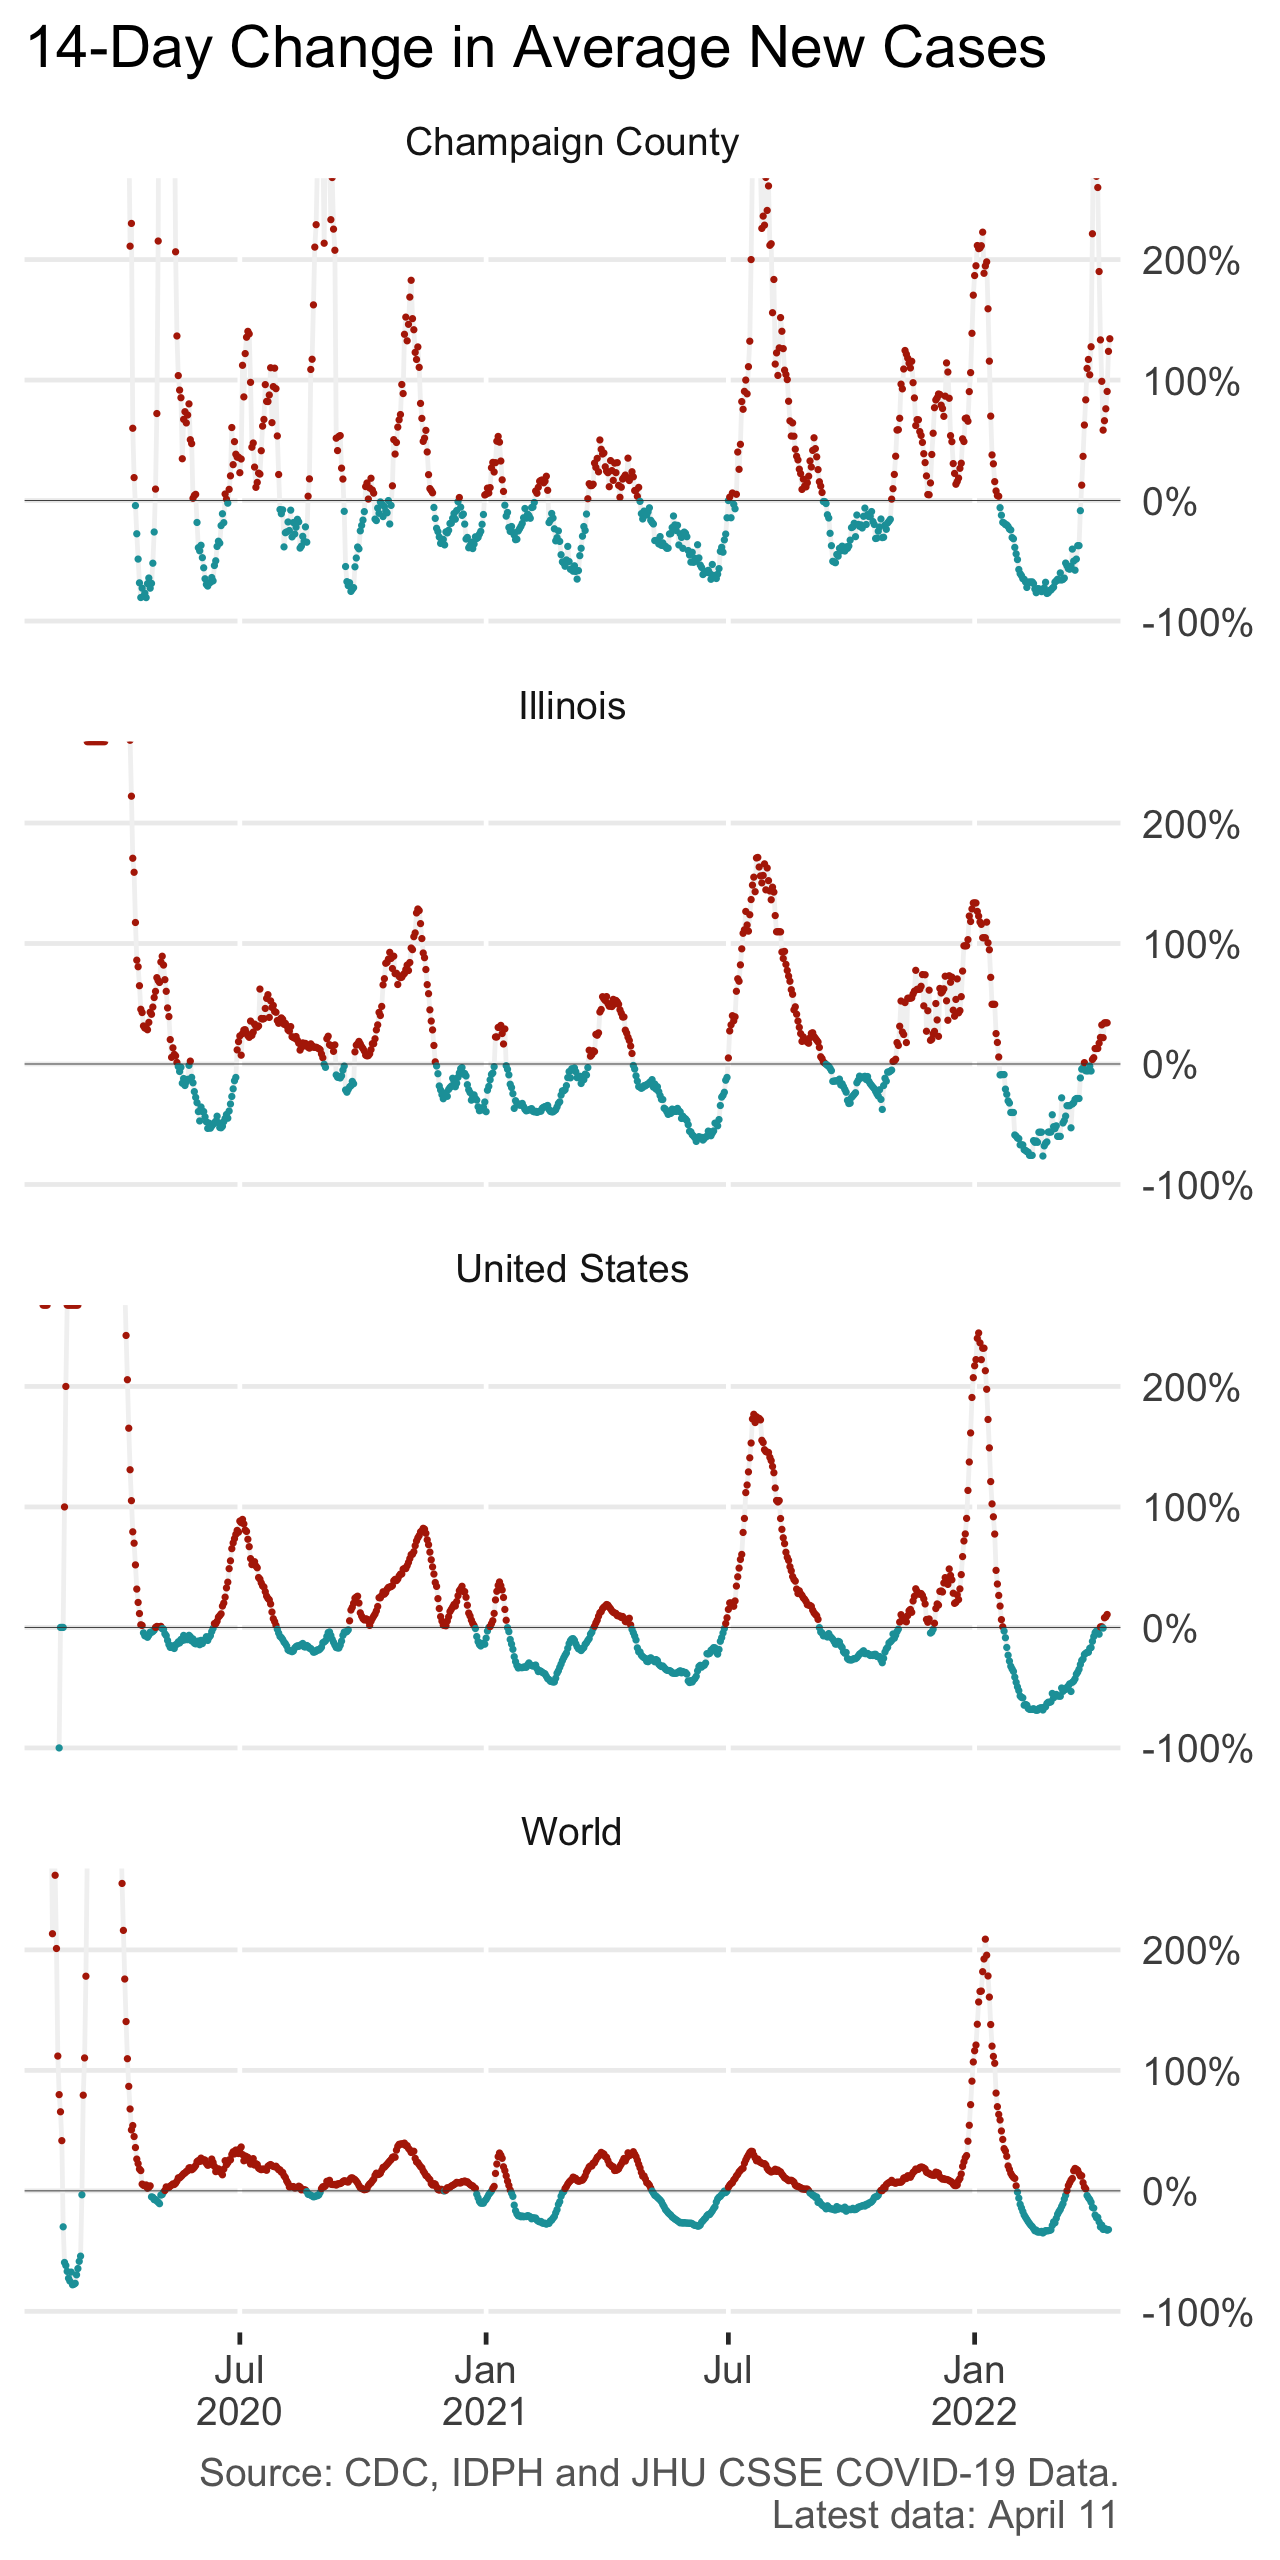 14-Day Change in Average New Cases
Champaign County
200%
100%
0%
-100%
Illinois
200%
100%
0%
-100%
United States
200%
100%
0%
-100%
World
200%
100%
0%
-100%
Jul Jan Jul Jan
2020 2021 2022
Source: CDC, IDPH and JHU CSSE COVID-19 Data.
Latest data: April 11